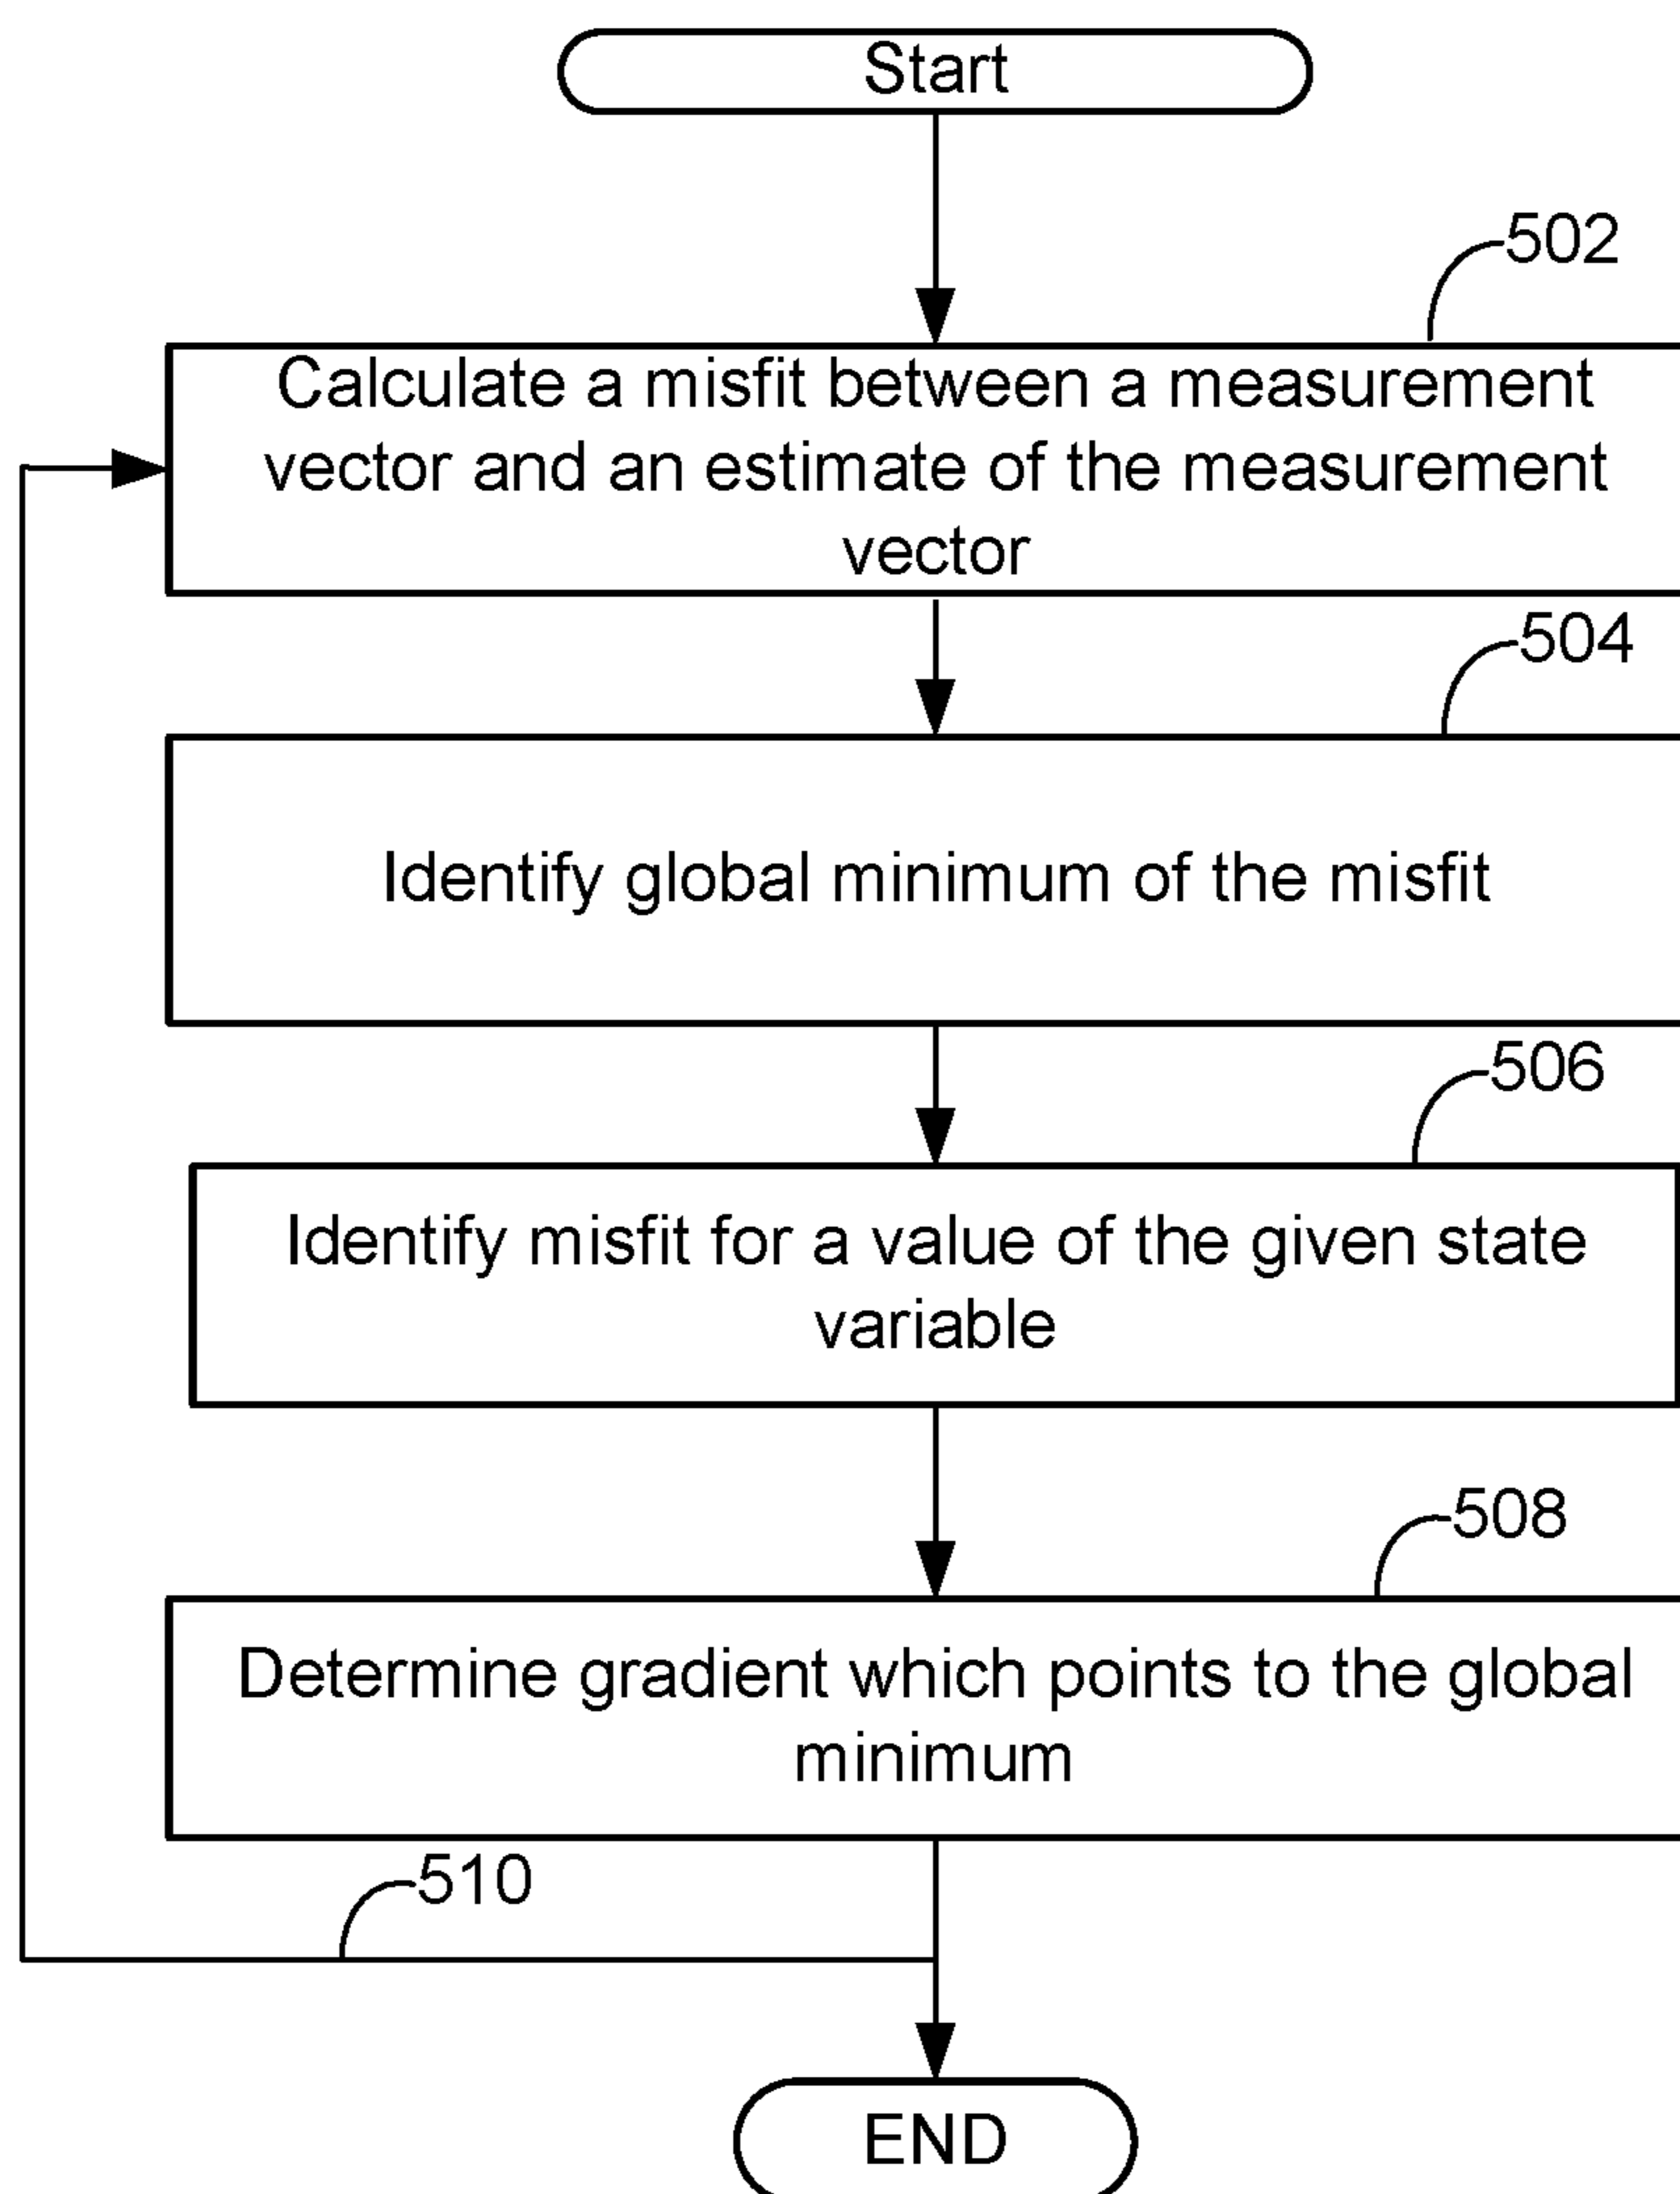 Start
502
Calculate a misfit between a measurement
vector and an estimate of the measurement
vector
504
Identify global minimum of the misfit
506
Identify misfit for a value of the given state
variable
508
Determine gradient which points to the global
minimum
510
END